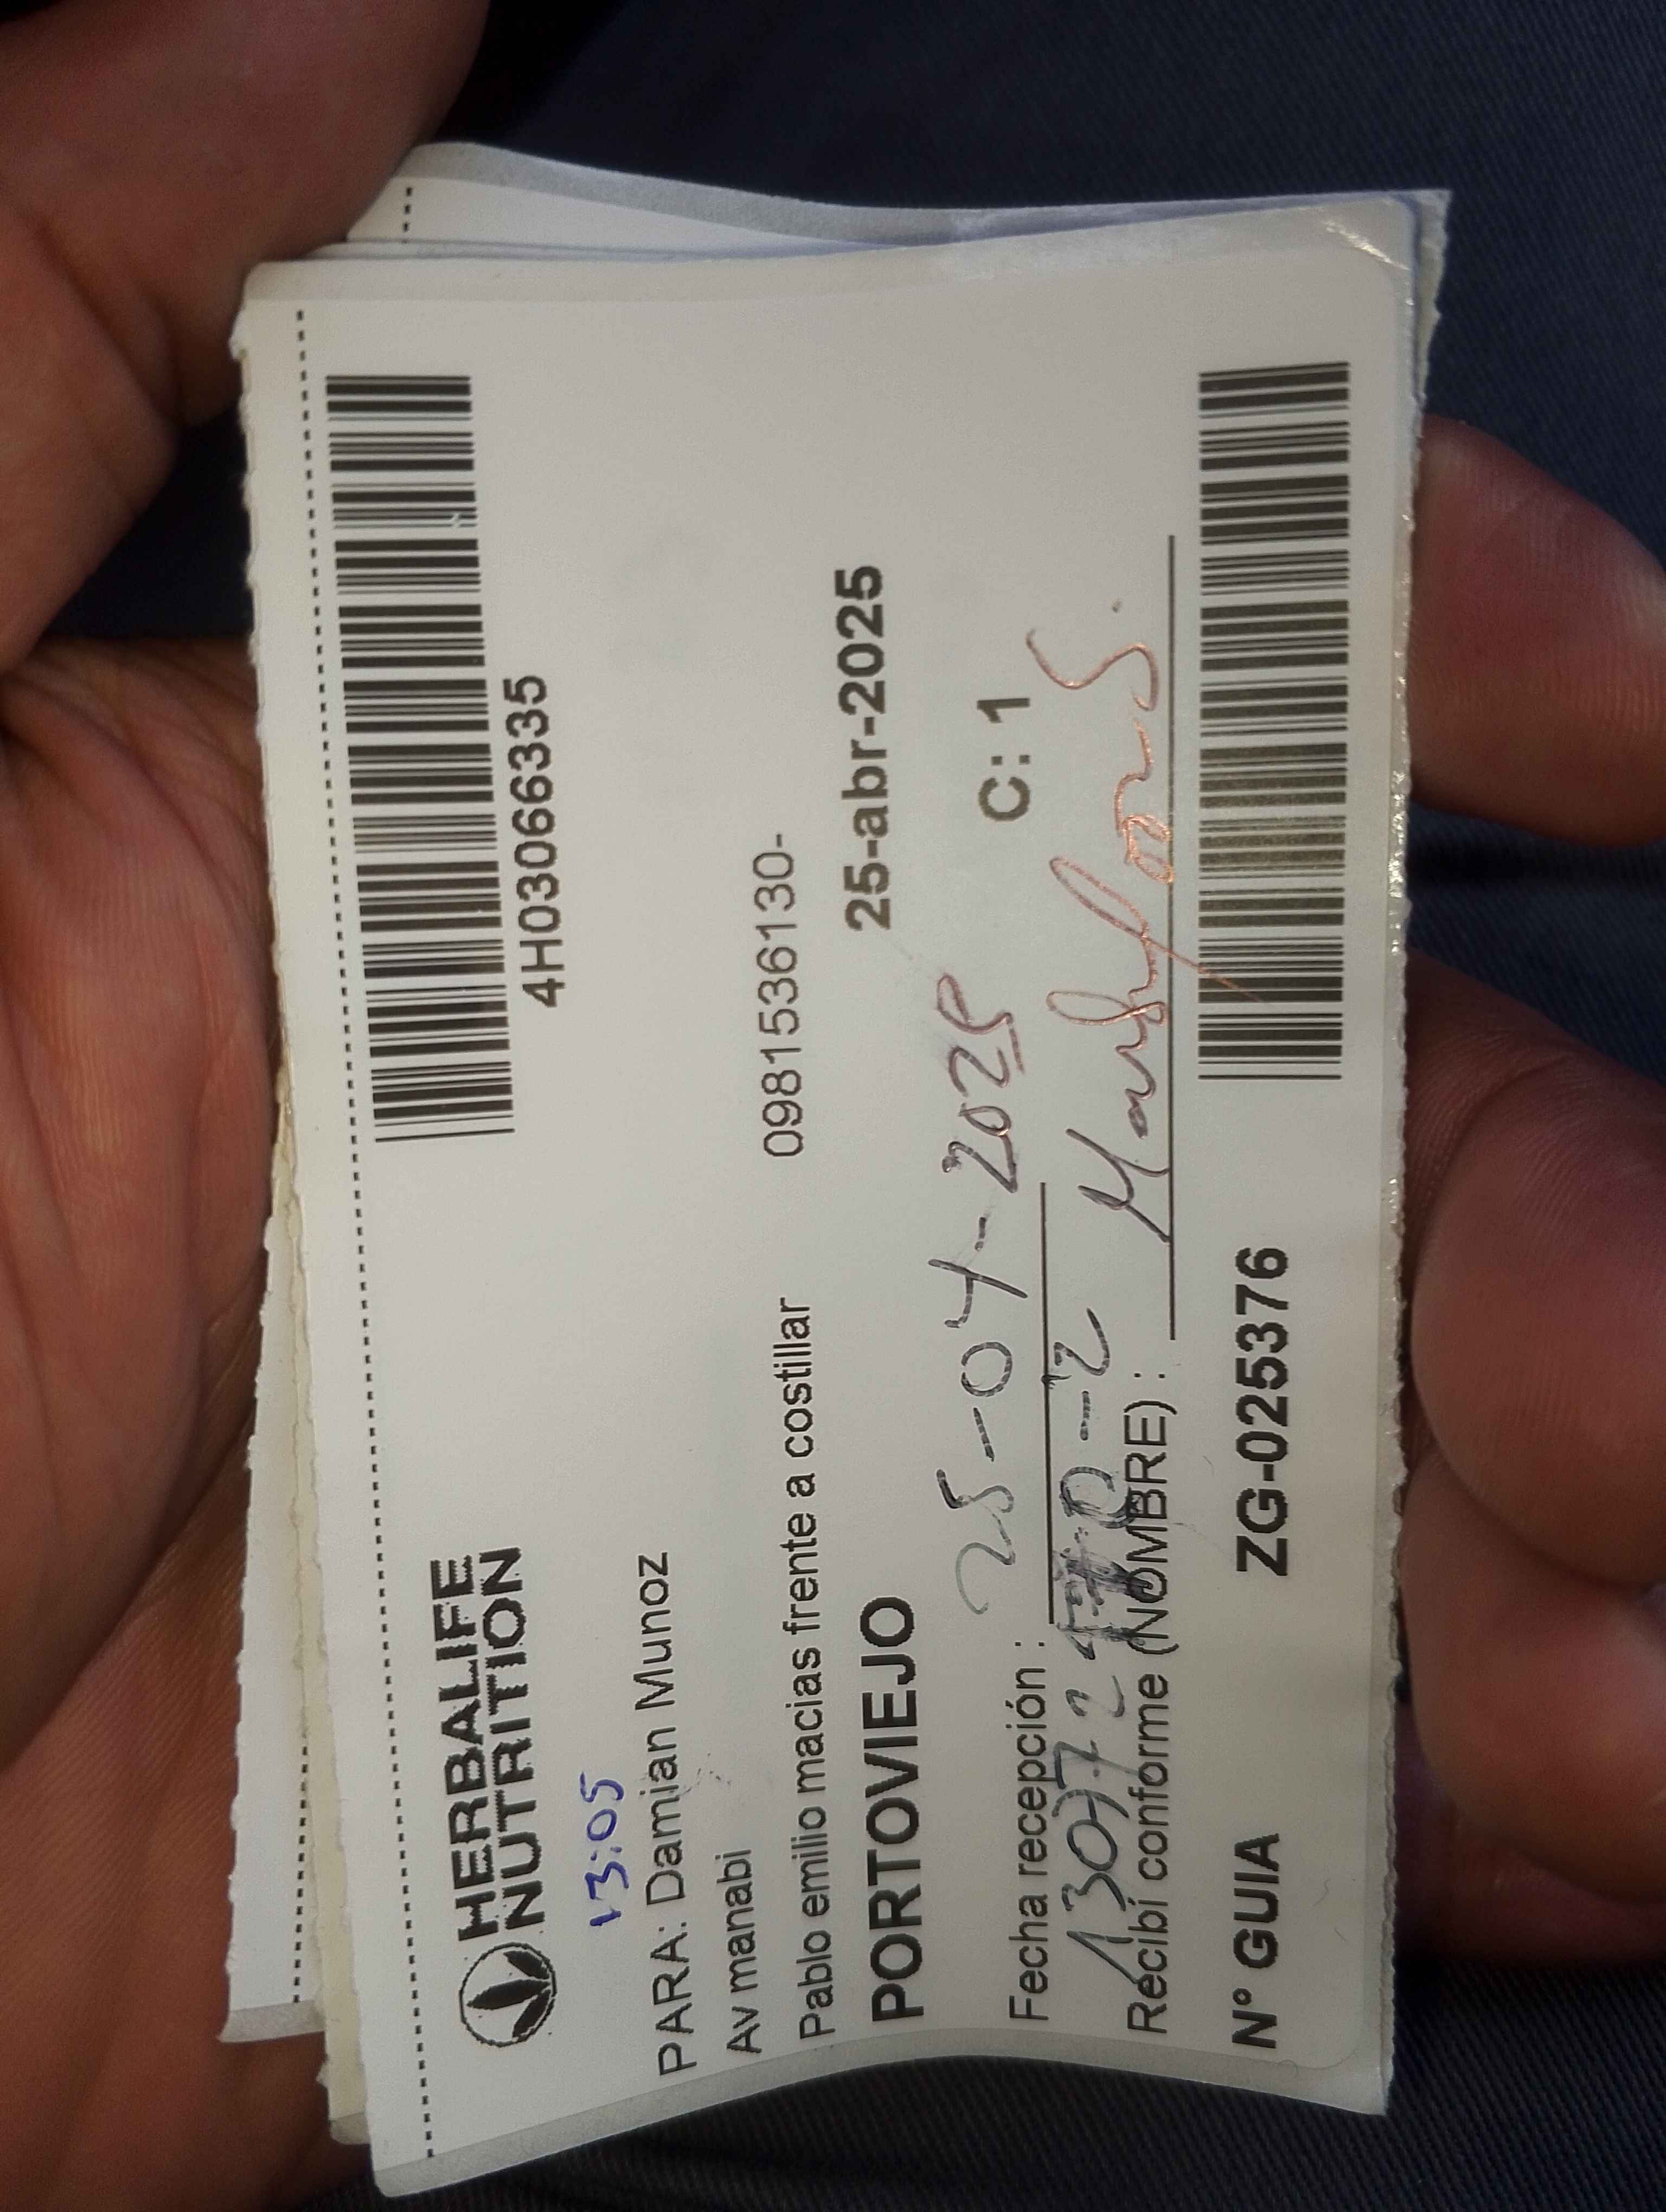 4H03066335
HERBALIFE
NUTRITION
13:05
PARA: Damian Munoz
Av manabi
Pablo emilio macias frente a costillar 0981536130-
PORTOVIEJO 25-abr-2025
C: 1
Fecha recepción : 25-04-2025
Recibí conforme (NOMBRE) :
N° GUIA ZG-025376